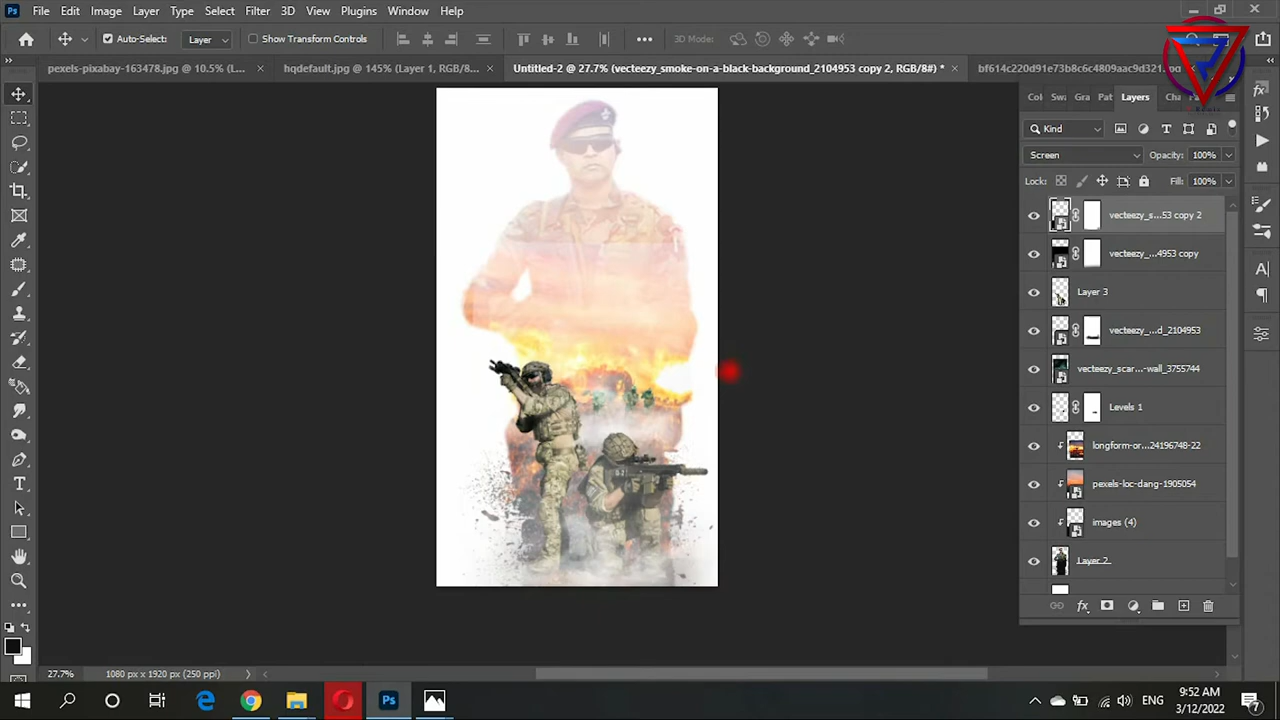 Ps File Edit Image Layer Type Select Filter 3D View Plugins Window Help
Auto-Select: Layer Show Transform Controls 3D Mode:
pexels-pixabay-163478.jpg @ 10.5% (L... hqdefault.jpg @ 145% (Layer 1, RGB/8... Untitled-2 @ 27.7% (vecteezy_smoke-on-a-black-background_2104953 copy 2, RGB/8#) *
Col Swa Gra Pat Layers Cha
Kind
Screen Opacity: 100%
Lock: Fill: 100%
vecteezy_s...53 copy 2
vecteezy_...4953 copy
Layer 3
vecteezy_...d_2104953
vecteezy_scar...-wall_3755744
Levels 1
longform-or...24196748-22
pexels-loc-dang-1905054
images (4)
Layer 2
27.7% 1080 px x 1920 px (250 ppi)
Ps ENG 9:52 AM
3/12/2022
7